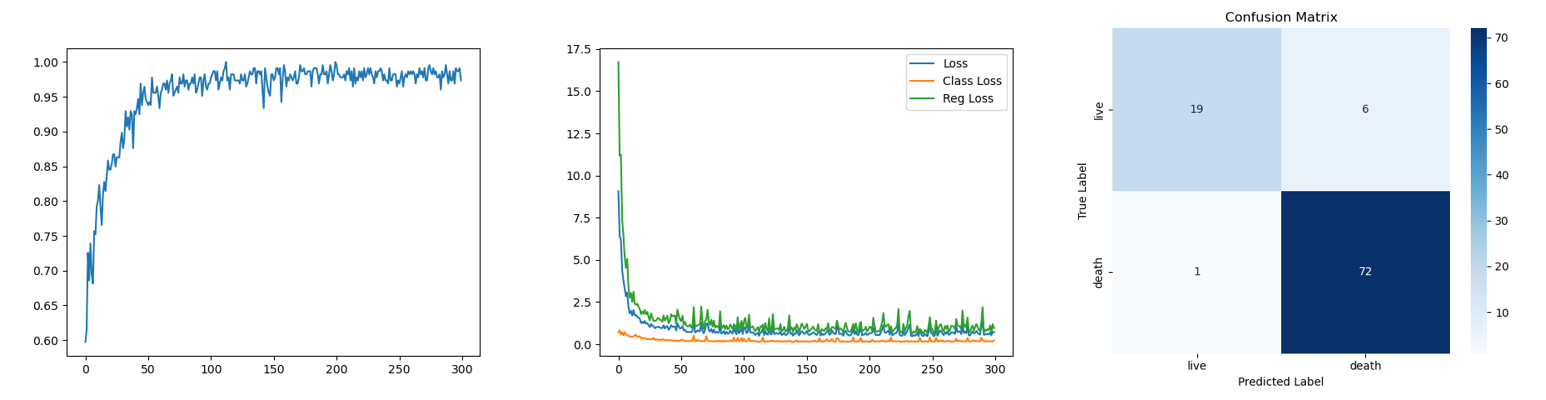 1.00
0.95
0.90
0.85
0.80
0.75
0.70
0.65
0.60
0 50 100 150 200 250 300
17.5
15.0
12.5
10.0
7.5
5.0
2.5
0.0
0 50 100 150 200 250 300
Loss
Class Loss
Reg Loss
Confusion Matrix
True Label
live
death
19 6
1 72
live death
Predicted Label
70
60
50
40
30
20
10